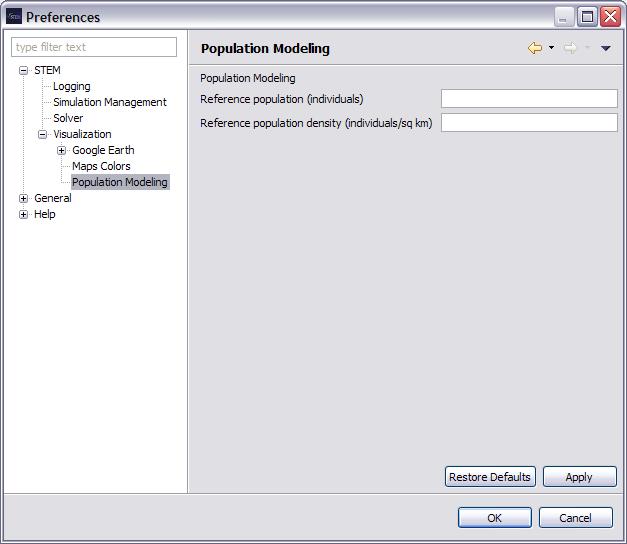 Preferences
type filter text
STEM
Logging
Simulation Management
Solver
Visualization
Google Earth
Maps Colors
Population Modeling
General
Help
Population Modeling
Population Modeling
Reference population (individuals)
Reference population density (individuals/sq km)
Restore Defaults Apply
OK Cancel